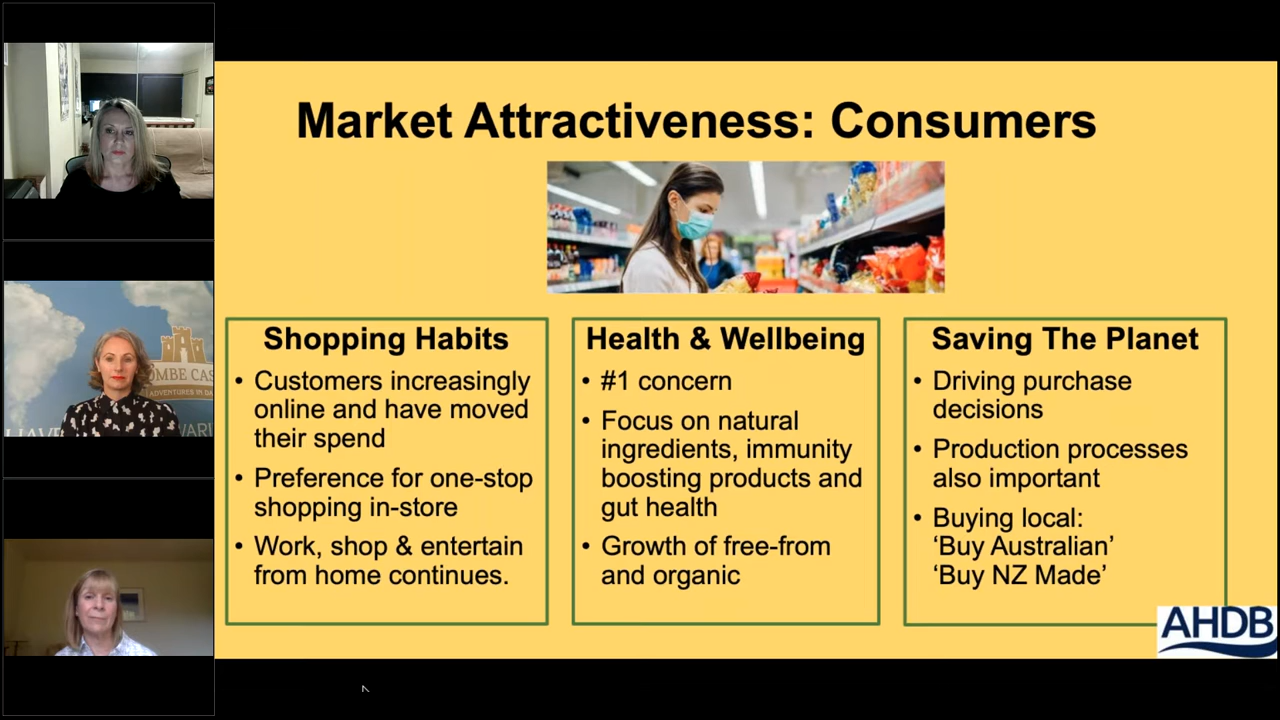 Market Attractiveness: Consumers
Shopping Habits
• Customers increasingly
online and have moved
their spend
• Preference for one-stop
shopping in-store
• Work, shop & entertain
from home continues.
Health & Wellbeing
• #1 concern
• Focus on natural
ingredients, immunity
boosting products and
gut health
• Growth of free-from
and organic
Saving The Planet
• Driving purchase
decisions
• Production processes
also important
• Buying local:
‘Buy Australian’
‘Buy NZ Made’
AHDB